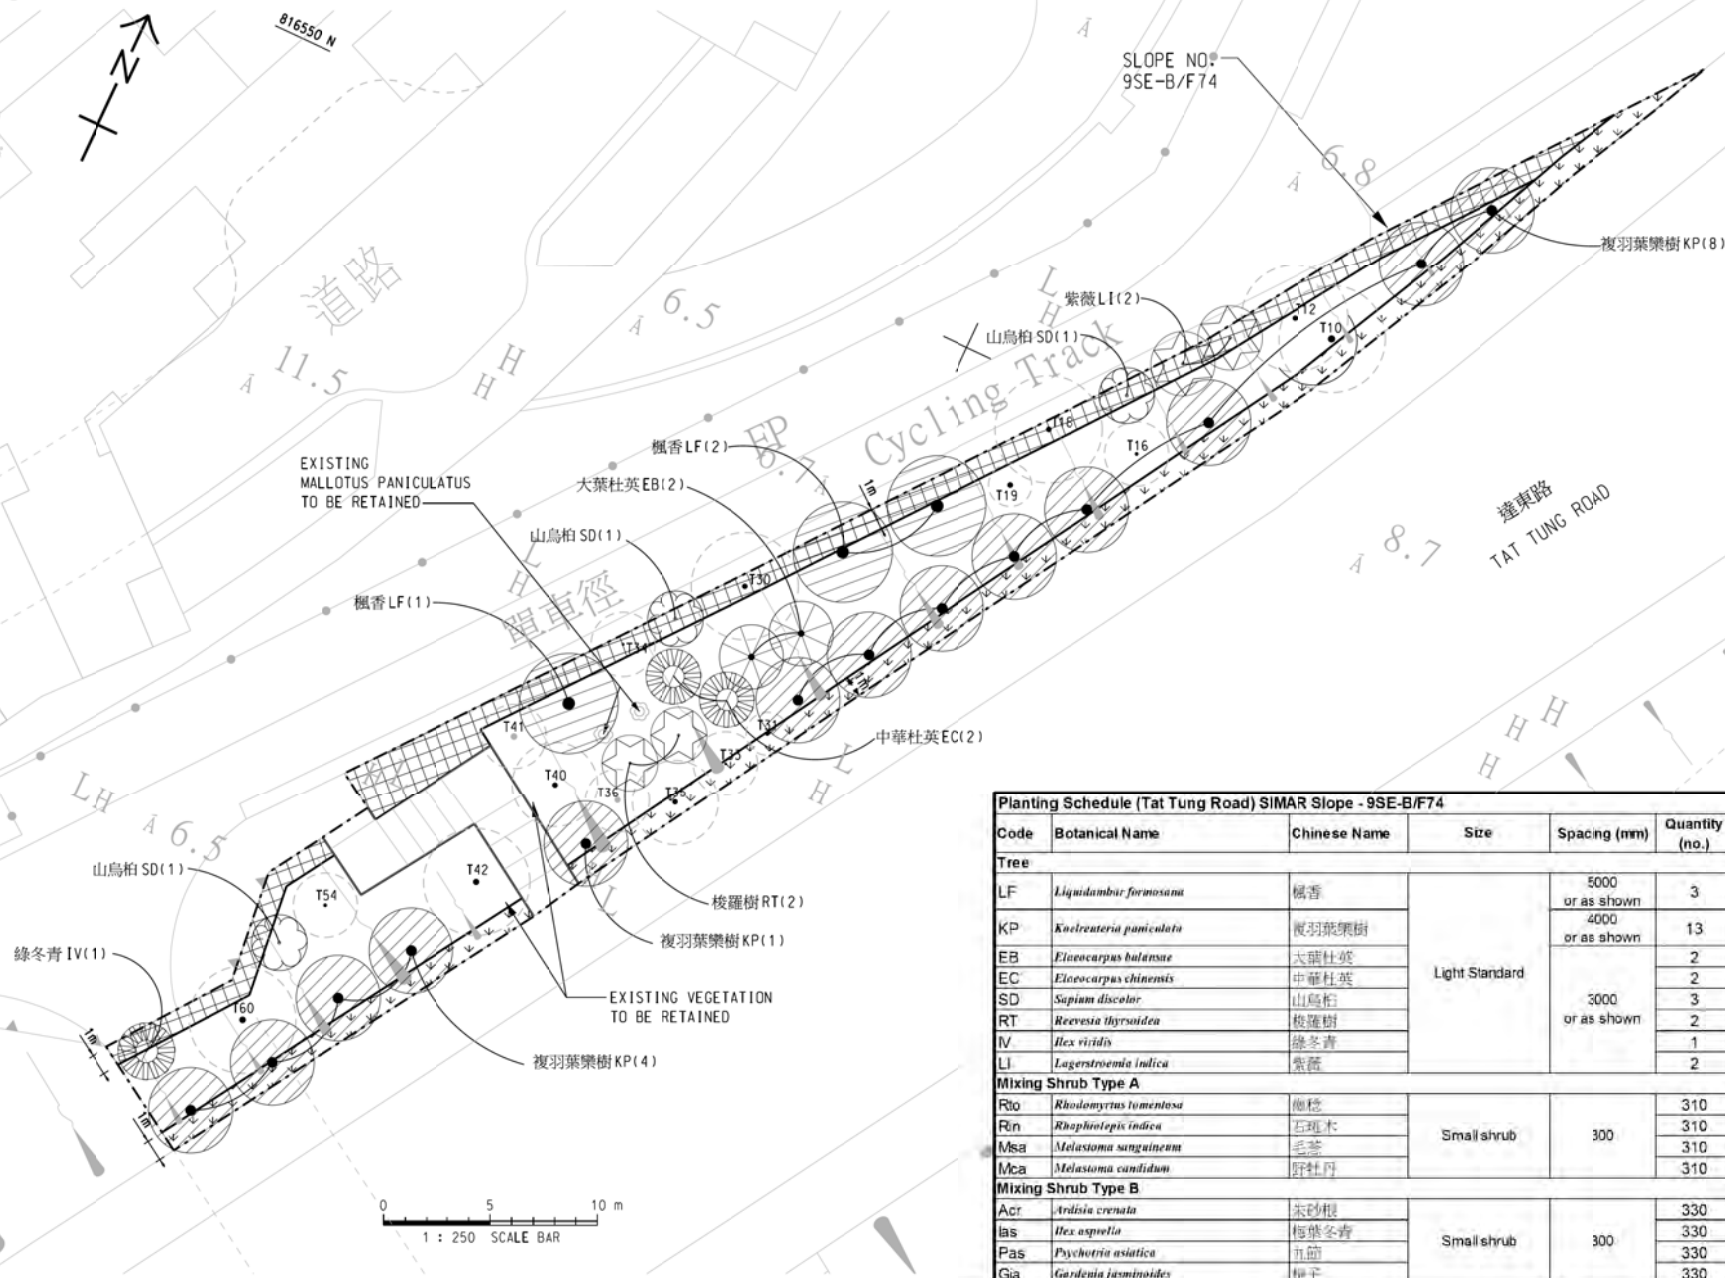 N
816550 N
SLOPE NO.
9SE-B/F74
Å
Å 6.8
複羽葉欒樹 KP(8)
道路
Å 6.5
L
H
紫薇 LI(2)
山烏桕 SD(1)
T12
T10
Å 11.5
H
H
Cycling Track
楓香 LF(2)
FP
6.7 Å
1m
T18
T16
EXISTING
MALLOTUS PANICULATUS
TO BE RETAINED
大葉杜英 EB(2)
T19
達東路
TAT TUNG ROAD
山烏桕 SD(1)
L
H
Å 8.7
T30
楓香 LF(1)
單車徑
T34
1m
T41
T31
中華杜英 EC(2)
L
H
T33
H
H
H
T40
T36
T35
LH
Å 6.5
山烏桕 SD(1)
T42
T54
梭羅樹 RT(2)
L
複羽葉欒樹 KP(1)
綠冬青 IV(1)
EXISTING VEGETATION
TO BE RETAINED
T60
1m
複羽葉欒樹 KP(4)
1m
0 5 10 m
1 : 250 SCALE BAR
Planting Schedule (Tat Tung Road) SIMAR Slope - 9SE-B/F74
Code Botanical Name Chinese Name Size Spacing (mm) Quantity (no.)
Tree
LF Liquidambar formosana 楓香 Light Standard 5000 or as shown 3
KP Koelreuteria paniculata 複羽葉欒樹 4000 or as shown 13
EB Elaeocarpus balansae 大葉杜英 3000 or as shown 2
EC Elaeocarpus chinensis 中華杜英 2
SD Sapium discolor 山烏桕 3
RT Reevesia thyrsoidea 梭羅樹 2
IV Ilex viridis 綠冬青 1
LI Lagerstroemia indica 紫薇 2
Mixing Shrub Type A
Rto Rhodomyrtus tomentosa 崗棯 Small shrub 300 310
Rin Rhaphiolepis indica 石斑木 310
Msa Melastoma sanguineum 毛菍 310
Mca Melastoma candidum 野牡丹 310
Mixing Shrub Type B
Acr Ardisia crenata 朱砂根 Small shrub 300 330
Ias Ilex asprella 梅葉冬青 330
Pas Psychotria asiatica 九節 330
Gja Gardenia jasminoides 梔子 330